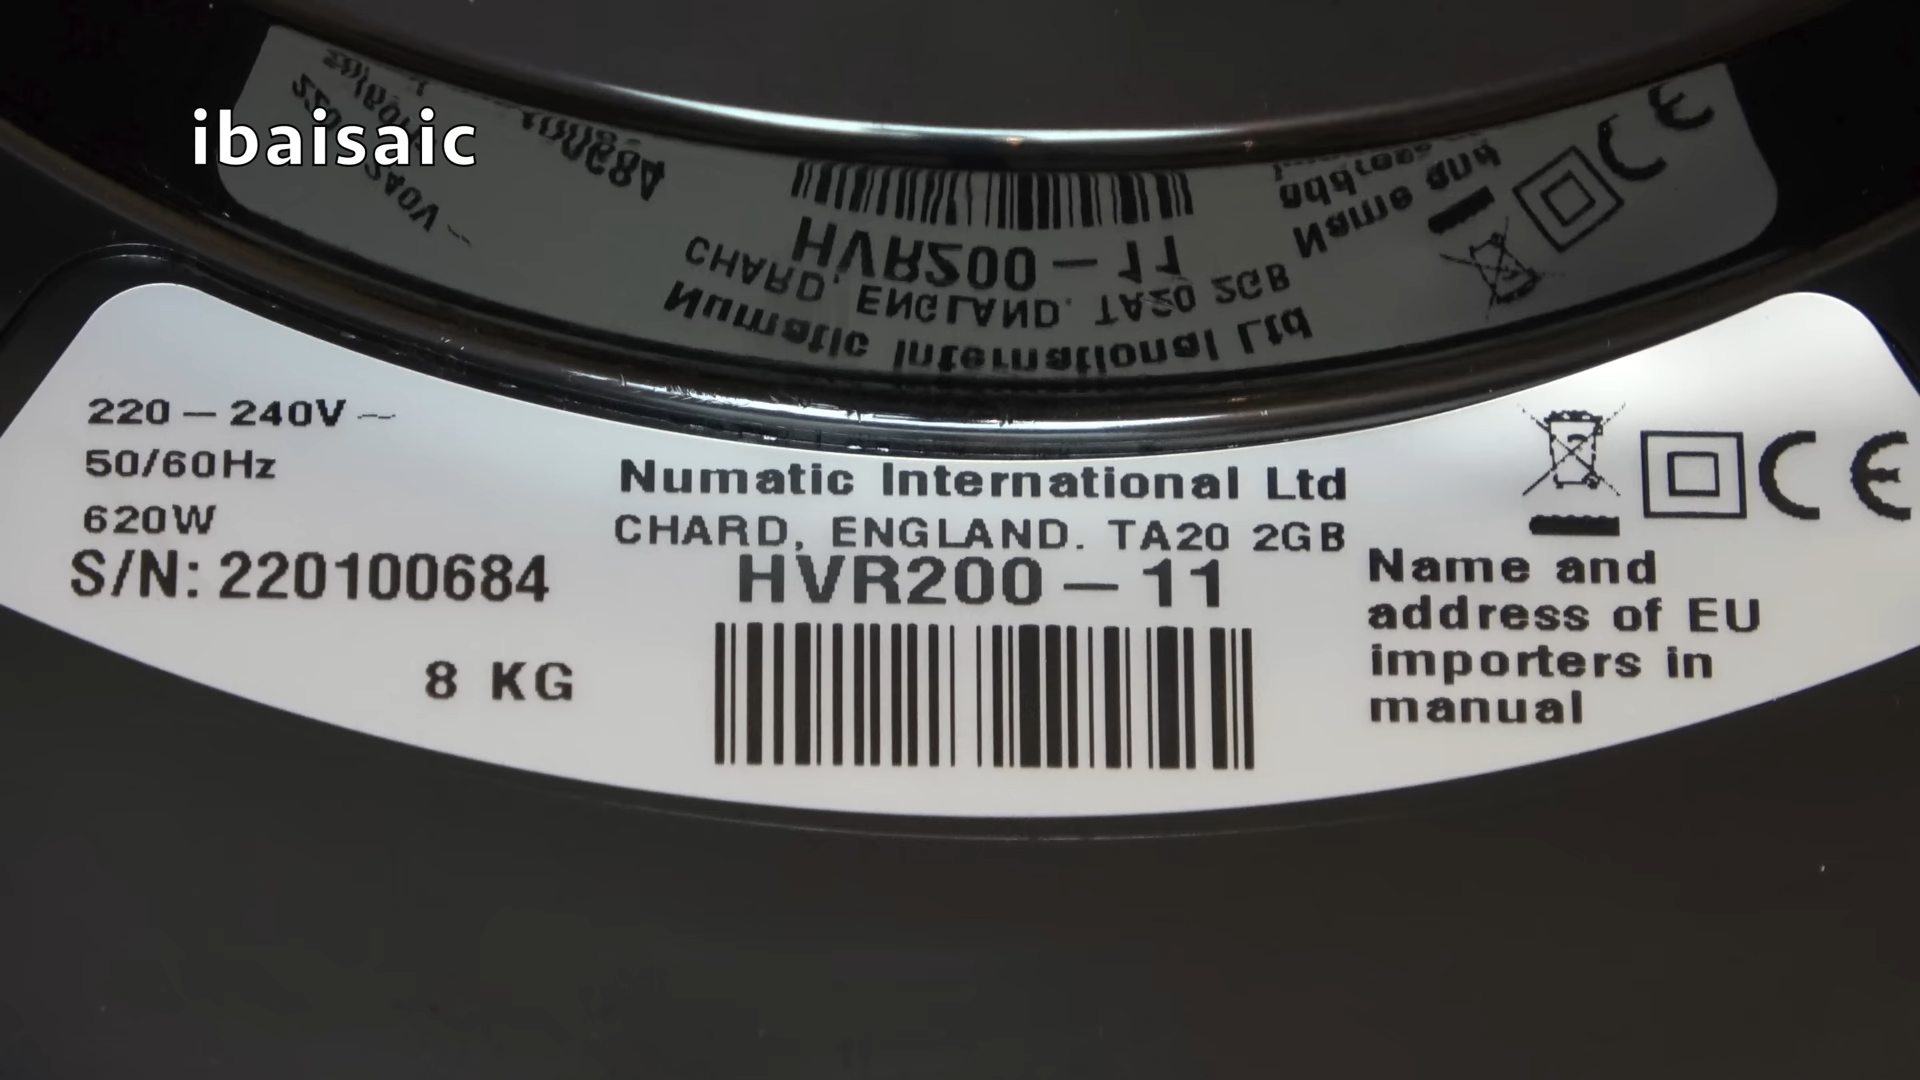 ibaisaic
220 – 240V ~
50/60Hz
620W
S/N: 220100684
8 KG
Numatic International Ltd
CHARD, ENGLAND. TA20 2GB
HVR200 – 11
CE
Name and
address of EU
importers in
manual